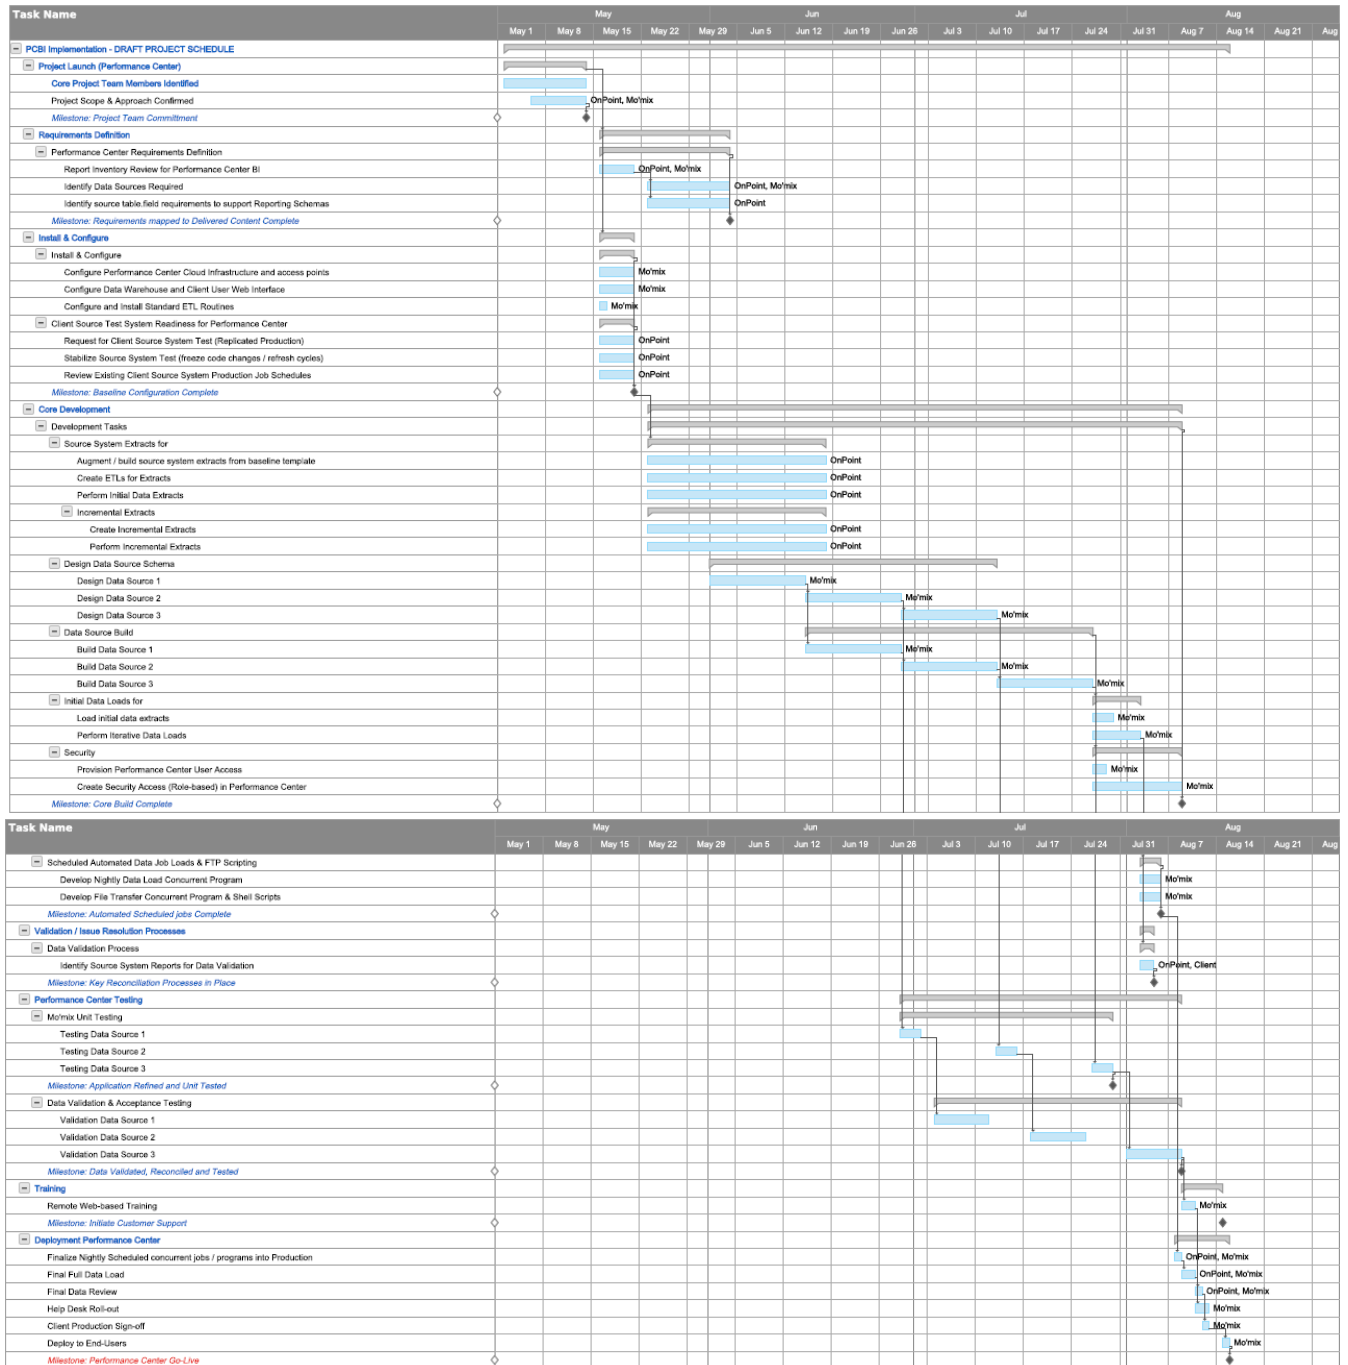 Task Name May Jun Jul Aug
May 1 May 8 May 15 May 22 May 29 Jun 5 Jun 12 Jun 19 Jun 26 Jul 3 Jul 10 Jul 17 Jul 24 Jul 31 Aug 7 Aug 14 Aug 21 Aug
PCBI Implementation - DRAFT PROJECT SCHEDULE
Project Launch (Performance Center)
Core Project Team Members Identified
Project Scope & Approach Confirmed OnPoint, Mo'mix
Milestone: Project Team Committment
Requirements Definition
Performance Center Requirements Definition
Report Inventory Review for Performance Center BI OnPoint, Mo'mix
Identify Data Sources Required OnPoint, Mo'mix
Identify source table.field requirements to support Reporting Schemas OnPoint
Milestone: Requirements mapped to Delivered Content Complete
Install & Configure
Install & Configure
Configure Performance Center Cloud Infrastructure and access points Mo'mix
Configure Data Warehouse and Client User Web Interface Mo'mix
Configure and Install Standard ETL Routines Mo'mix
Client Source Test System Readiness for Performance Center
Request for Client Source System Test (Replicated Production) OnPoint
Stabilize Source System Test (freeze code changes / refresh cycles) OnPoint
Review Existing Client Source System Production Job Schedules OnPoint
Milestone: Baseline Configuration Complete
Core Development
Development Tasks
Source System Extracts for
Augment / build source system extracts from baseline template OnPoint
Create ETLs for Extracts OnPoint
Perform Initial Data Extracts OnPoint
Incremental Extracts
Create Incremental Extracts OnPoint
Perform Incremental Extracts OnPoint
Design Data Source Schema
Design Data Source 1 Mo'mix
Design Data Source 2 Mo'mix
Design Data Source 3 Mo'mix
Data Source Build
Build Data Source 1 Mo'mix
Build Data Source 2 Mo'mix
Build Data Source 3 Mo'mix
Initial Data Loads for
Load initial data extracts Mo'mix
Perform Iterative Data Loads Mo'mix
Security
Provision Performance Center User Access Mo'mix
Create Security Access (Role-based) in Performance Center Mo'mix
Milestone: Core Build Complete
Task Name May Jun Jul Aug
May 1 May 8 May 15 May 22 May 29 Jun 5 Jun 12 Jun 19 Jun 26 Jul 3 Jul 10 Jul 17 Jul 24 Jul 31 Aug 7 Aug 14 Aug 21 Aug
Scheduled Automated Data Job Loads & FTP Scripting
Develop Nightly Data Load Concurrent Program Mo'mix
Develop File Transfer Concurrent Program & Shell Scripts Mo'mix
Milestone: Automated Scheduled jobs Complete
Validation / Issue Resolution Processes
Data Validation Process
Identify Source System Reports for Data Validation OnPoint, Client
Milestone: Key Reconciliation Processes in Place
Performance Center Testing
Mo'mix Unit Testing
Testing Data Source 1
Testing Data Source 2
Testing Data Source 3
Milestone: Application Refined and Unit Tested
Data Validation & Acceptance Testing
Validation Data Source 1
Validation Data Source 2
Validation Data Source 3
Milestone: Data Validated, Reconciled and Tested
Training
Remote Web-based Training Mo'mix
Milestone: Initiate Customer Support
Deployment Performance Center
Finalize Nightly Scheduled concurrent jobs / programs into Production OnPoint, Mo'mix
Final Full Data Load OnPoint, Mo'mix
Final Data Review OnPoint, Mo'mix
Help Desk Roll-out Mo'mix
Client Production Sign-off Mo'mix
Deploy to End-Users Mo'mix
Milestone: Performance Center Go-Live